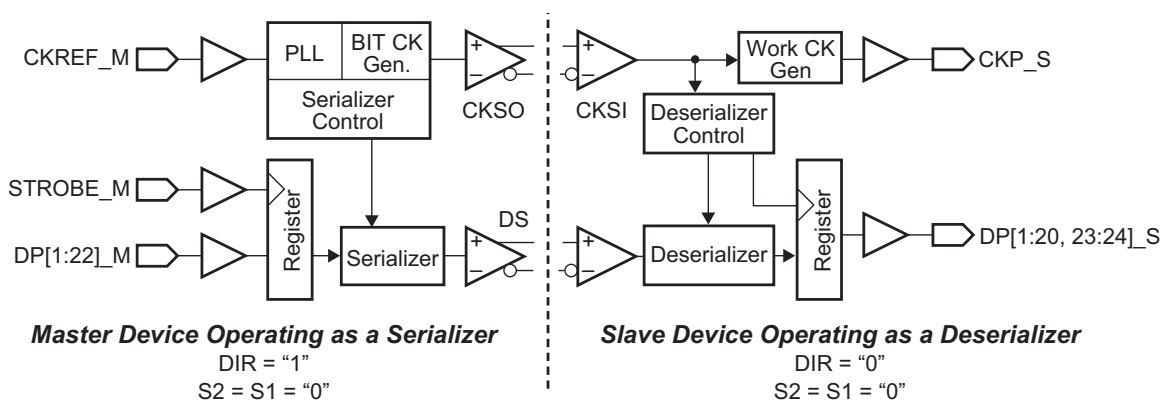 CKREF_M
PLL
BIT CK
Gen.
Serializer
Control
+
−
CKSO
STROBE_M
DP[1:22]_M
Register
Serializer
DS
+
−
Master Device Operating as a Serializer
DIR = “1”
S2 = S1 = “0”
+
−
CKSI
Work CK
Gen
CKP_S
Deserializer
Control
+
−
Deserializer
Register
DP[1:20, 23:24]_S
Slave Device Operating as a Deserializer
DIR = “0”
S2 = S1 = “0”